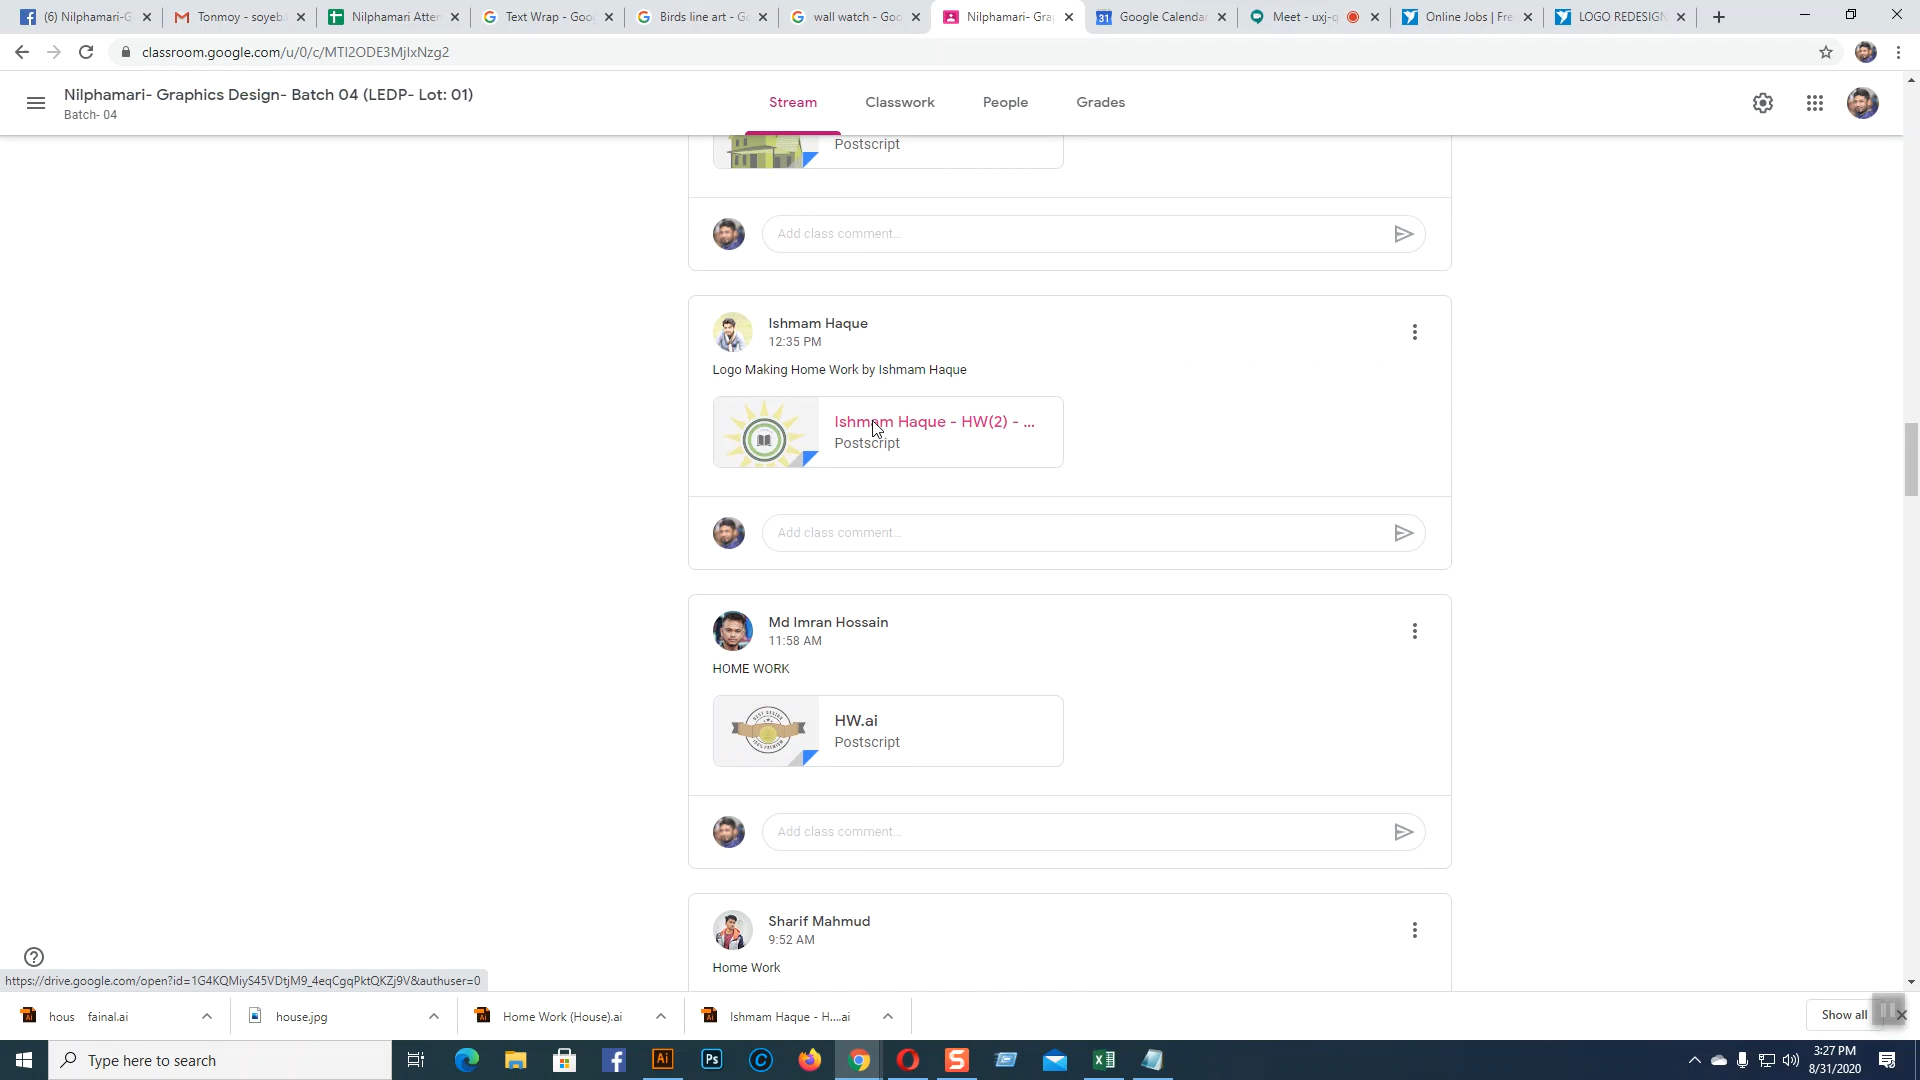 (6) Nilphamari-G
Tonmoy - soyeb
Nilphamari Atten
Text Wrap - Goo
Birds line art - Go
wall watch - Goo
Nilphamari- Gra
Google Calendar
Meet - uxj-q
Online Jobs | Fre
LOGO REDESIGN
classroom.google.com/u/0/c/MTI2ODE3MjIxNzg2
Nilphamari- Graphics Design- Batch 04 (LEDP- Lot: 01)
Batch- 04
Stream
Classwork
People
Grades
Postscript
Add class comment...
Ishmam Haque
12:35 PM
Logo Making Home Work by Ishmam Haque
Ishmam Haque - HW(2) - ...
Postscript
Add class comment...
Md Imran Hossain
11:58 AM
HOME WORK
HW.ai
Postscript
Add class comment...
Sharif Mahmud
9:52 AM
Home Work
https://drive.google.com/open?id=1G4KQMiyS45VDtjM9_4eqCgqPktQKZj9V&authuser=0
hous fainal.ai
house.jpg
Home Work (House).ai
Ishmam Haque - H....ai
Show all
Type here to search
3:27 PM
8/31/2020